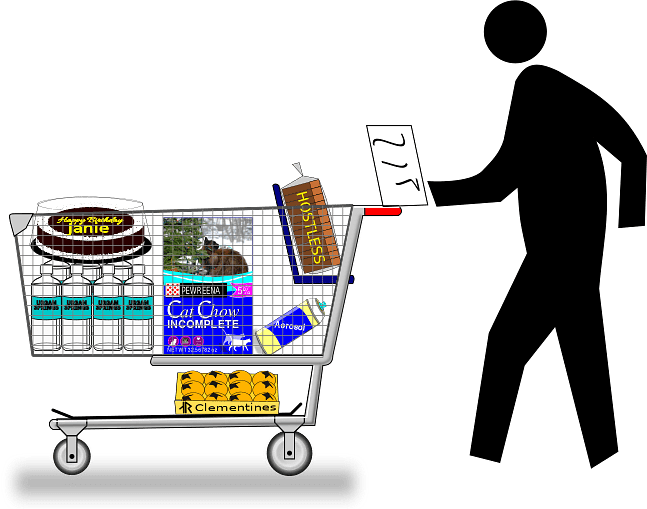 HOSTLESS
Happy Birthday
Janie
URBAN SPRINGS URBAN SPRINGS URBAN SPRINGS URBAN SPRINGS
PEWREENA
5%
Cat Chow
INCOMPLETE
Aerosol
Clementines